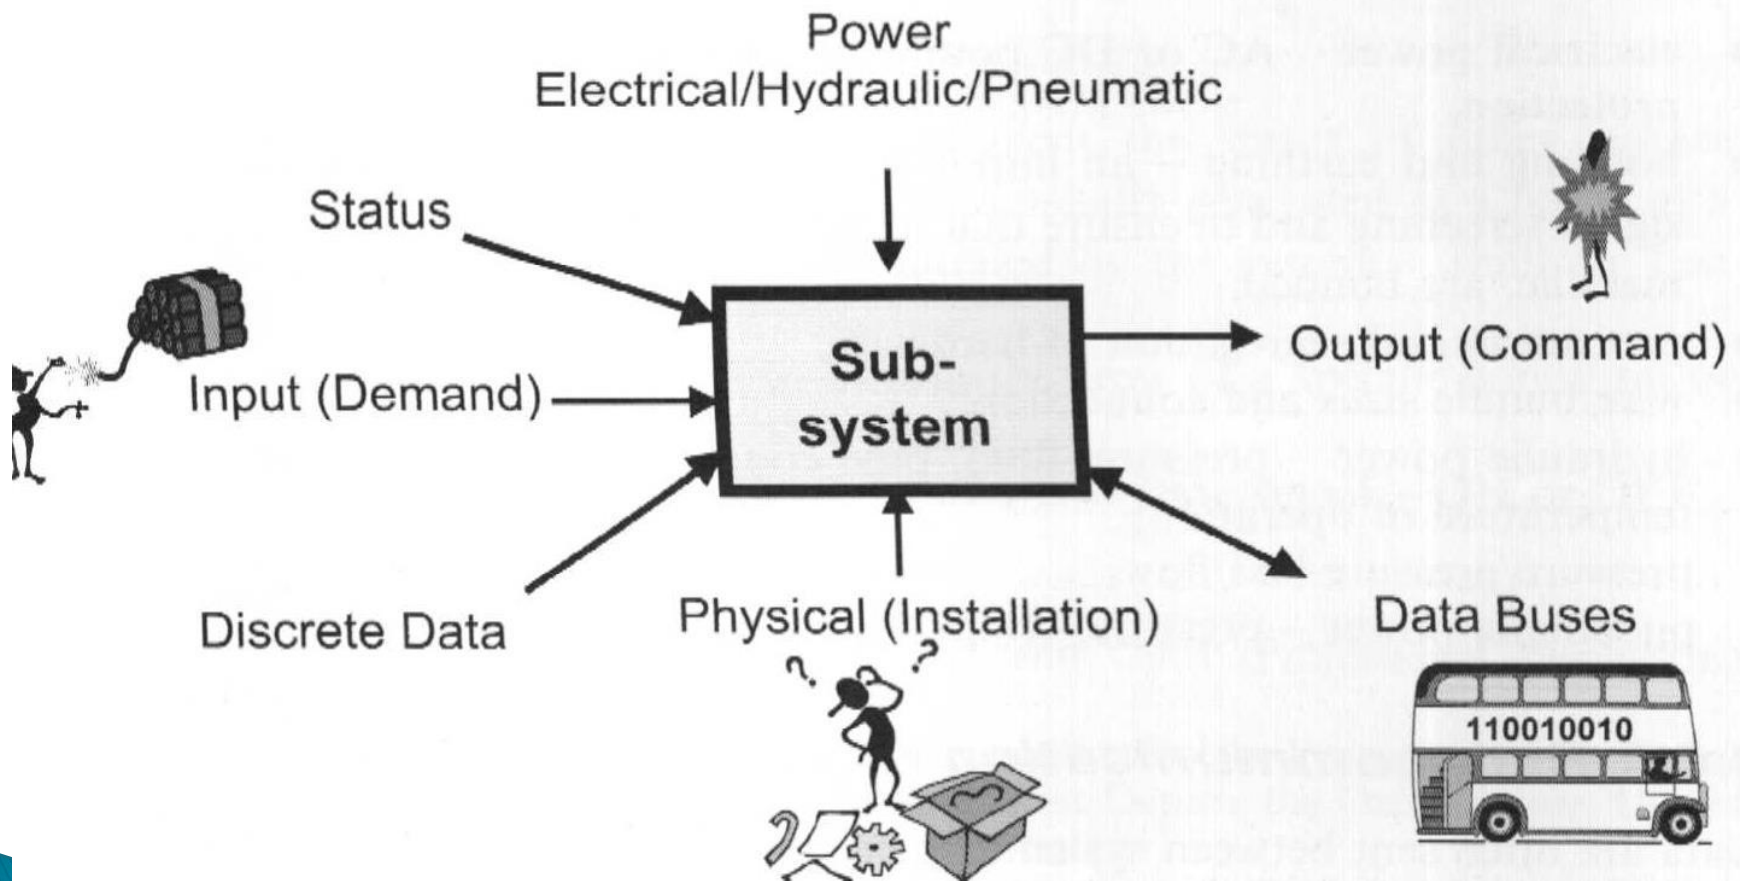 Power
Electrical/Hydraulic/Pneumatic
Status
Sub-
system
Output (Command)
Input (Demand)
Discrete Data
Physical (Installation)
Data Buses
? ?
110010010